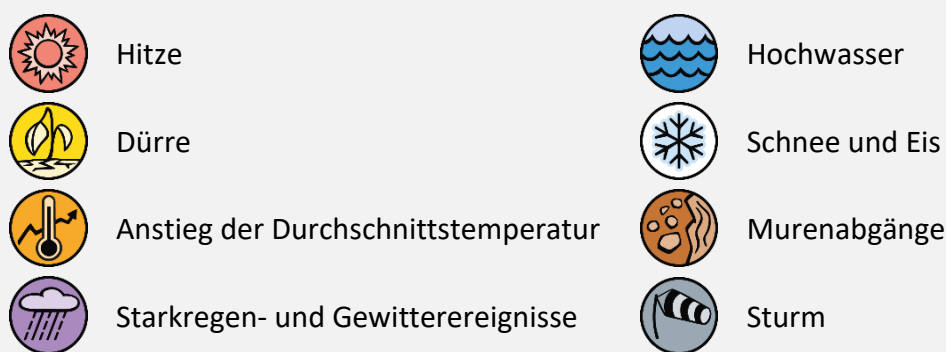 Hitze
Dürre
Anstieg der Durchschnittstemperatur
Starkregen- und Gewitterereignisse
Hochwasser
Schnee und Eis
Murenabgänge
Sturm